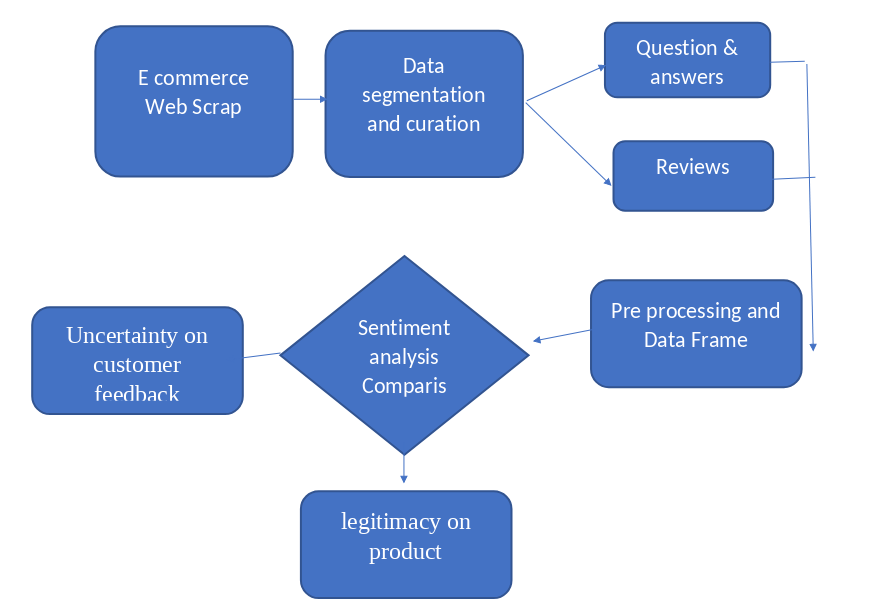 E commerce
Web Scrap
Data
segmentation
and curation
Question &
answers
Reviews
Pre processing and
Data Frame
Sentiment
analysis
Comparis
Uncertainty on
customer
feedback
legitimacy on
product